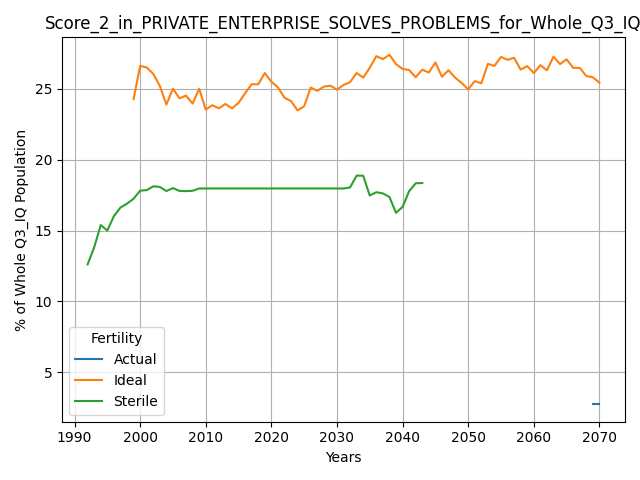 Score_2_in_PRIVATE_ENTERPRISE_SOLVES_PROBLEMS_for_Whole_Q3_IQ
% of Whole Q3_IQ Population
25
20
15
10
5
Fertility
Actual
Ideal
Sterile
1990 2000 2010 2020 2030 2040 2050 2060 2070
Years